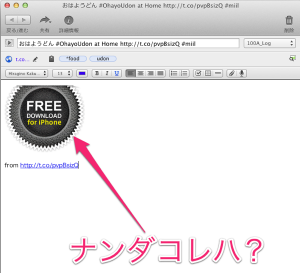 おはようどん #OhayoUdon at Home http://t.co/pvpBsizQ #miil
戻る/進む
共有
詳細情報
削除
おはようどん #OhayoUdon at Home http://t.co/pvpBsizQ #miil
100A_Log
t.co...
*food
udon
13
B I U
FREE
DOWNLOAD
for iPhone
from http://t.co/pvpBsizQ
ナンダコレハ？